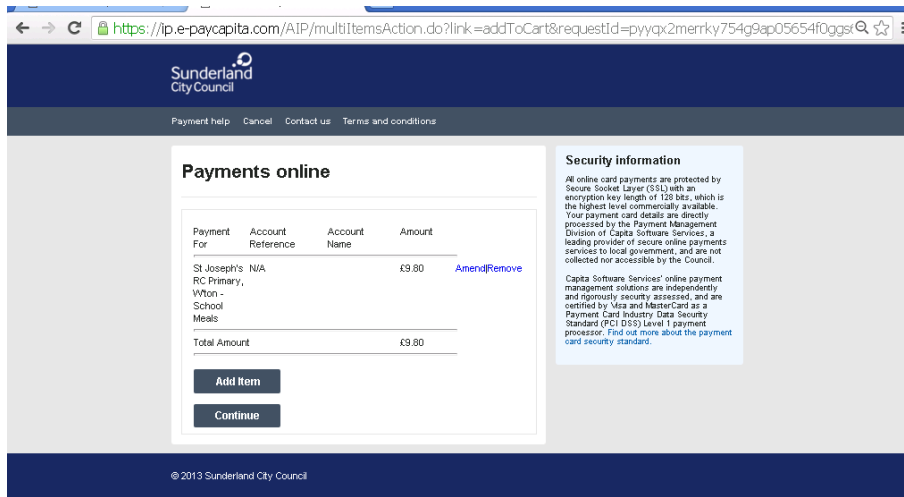 https://ip.e-paycapita.com/AIP/multiItemsAction.do?link=addToCart&requestId=pyyqx2merrky754g9ap05654f0ggs
Sunderland
City Council
Payment help Cancel Contact us Terms and conditions
Payments online
Payment For Account Reference Account Name Amount
St Joseph's N/A £9.80 Amend|Remove
RC Primary,
W'ton -
School
Meals
Total Amount £9.80
Add Item
Continue
Security information
All online card payments are protected by
Secure Socket Layer (SSL) with an
encryption key length of 128 bits, which is
the highest level commercially available.
Your payment card details are directly
processed by the Payment Management
Division of Capita Software Services, a
leading provider of secure online payments
services to local government, and are not
collected nor accessible by the Council.
Capita Software Services' online payment
management solutions are independently
and rigorously security assessed, and are
certified by Visa and MasterCard as a
Payment Card Industry Data Security
Standard (PCI DSS) Level 1 payment
processor. Find out more about the payment
card security standard.
© 2013 Sunderland City Council